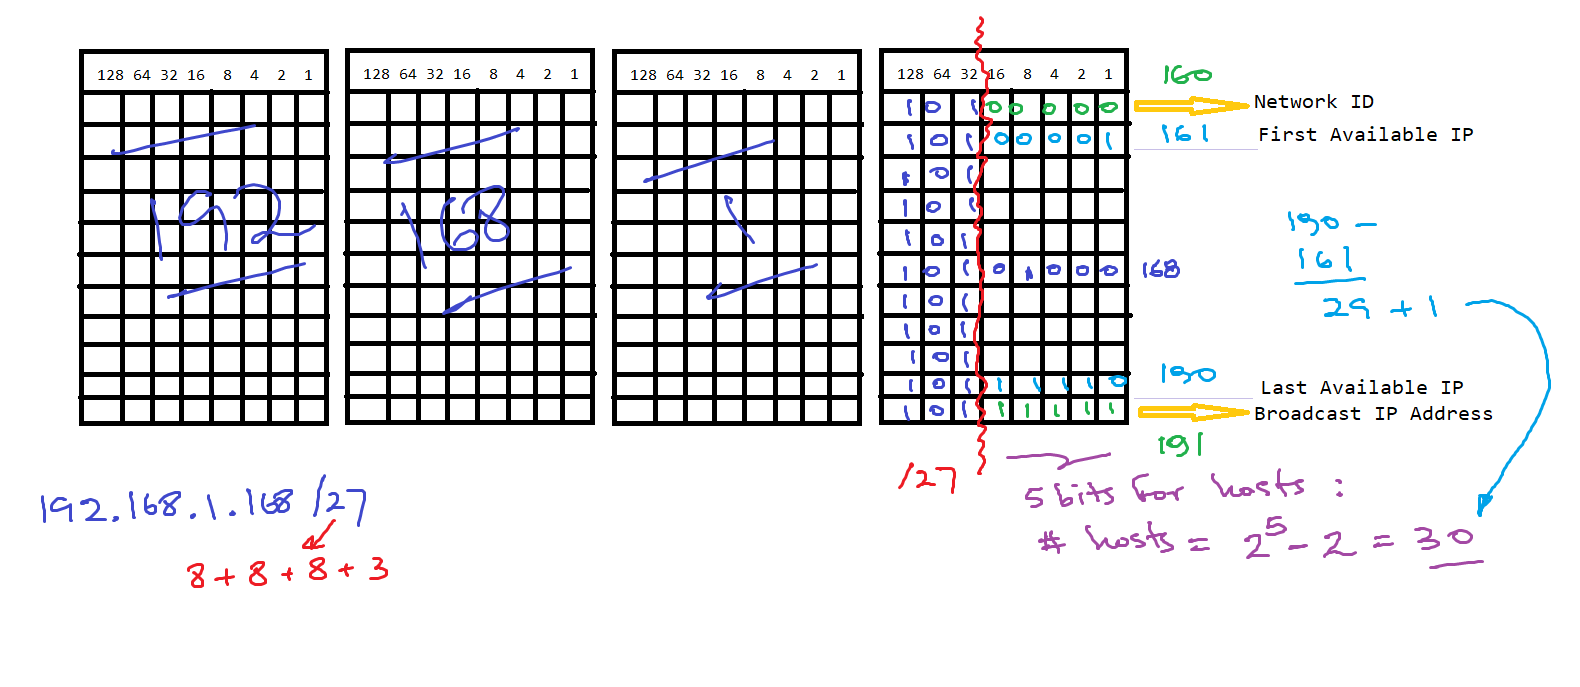 128 64 32 16 8 4 2 1
128 64 32 16 8 4 2 1
128 64 32 16 8 4 2 1
128 64 32 16 8 4 2 1
192
168
1
1 0 1 0 0 0 0 0
160
Network ID
1 0 1 0 0 0 0 1
161
First Available IP
1 0 1
1 0 1
1 0 1
1 0 1 0 1 0 0 0
168
1 0 1
1 0 1
1 0 1
1 0 1 1 1 1 1 0
190
Last Available IP
1 0 1 1 1 1 1 1
Broadcast IP Address
191
190 -
161
29 + 1
/27
5 bits for hosts :
# hosts = 2^5 - 2 = 30
192.168.1.168 /27
8 + 8 + 8 + 3